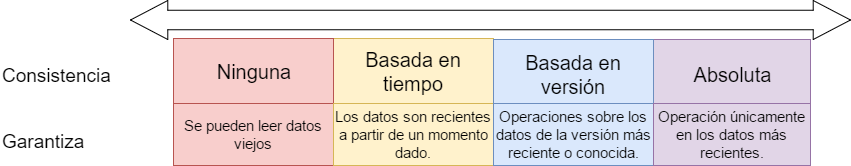 Consistencia
Ninguna
Basada en
tiempo
Basada en
versión
Absoluta
Garantiza
Se pueden leer datos
viejos
Los datos son recientes
a partir de un momento
dado.
Operaciones sobre los
datos de la versión más
reciente o conocida.
Operación únicamente
en los datos más
recientes.